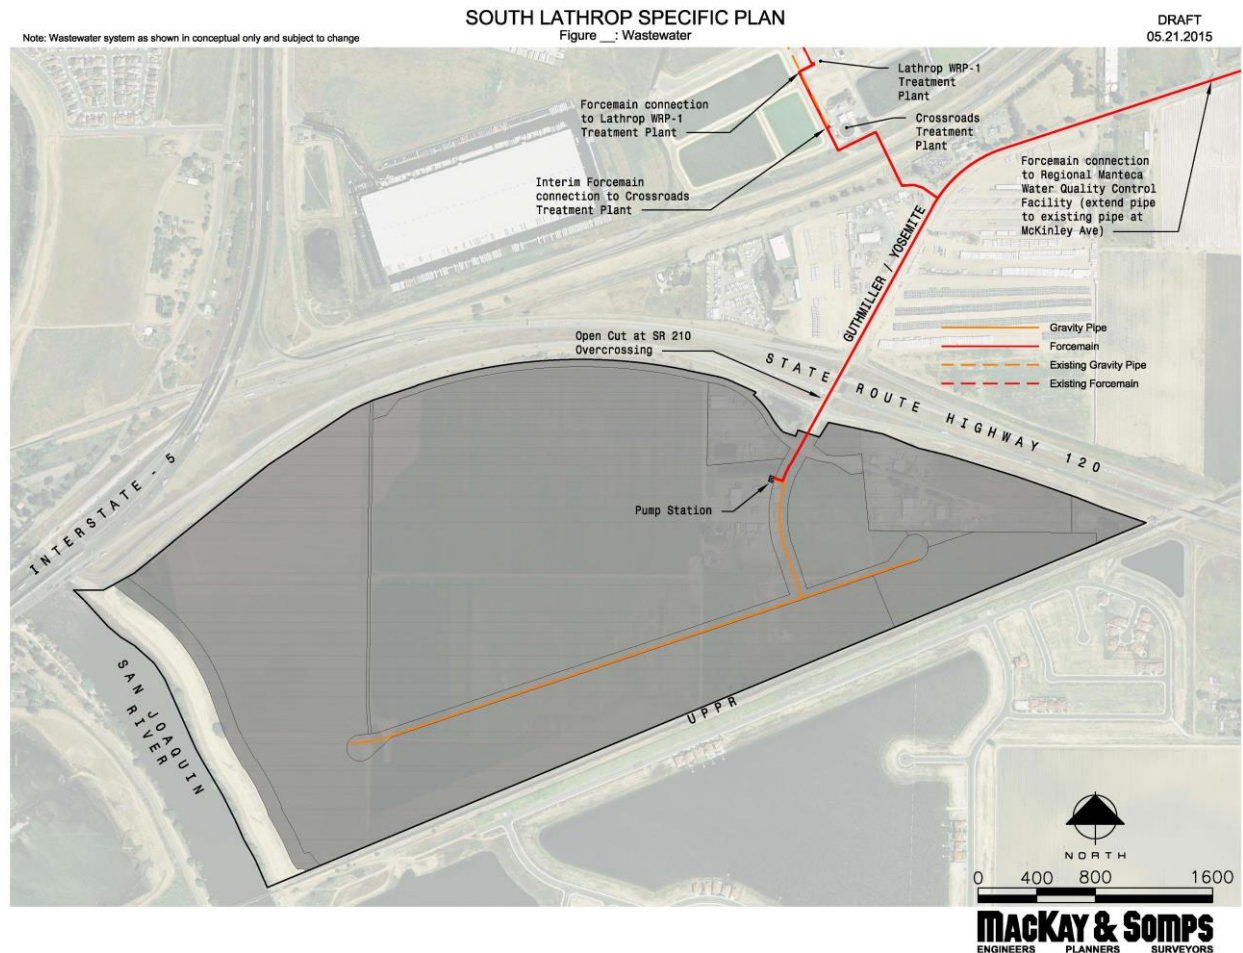 SOUTH LATHROP SPECIFIC PLAN
Figure __: Wastewater
Note: Wastewater system as shown in conceptual only and subject to change
DRAFT
05.21.2015
Lathrop WRP-1
Treatment
Plant
Forcemain connection
to Lathrop WRP-1
Treatment Plant
Crossroads
Treatment
Plant
Forcemain connection
to Regional Manteca
Water Quality Control
Facility (extend pipe
to existing pipe at
McKinley Ave)
Interim Forcemain
connection to Crossroads
Treatment Plant
GUTHMILLER / YOSEMITE
Open Cut at SR 210
Overcrossing
Gravity Pipe
Forcemain
Existing Gravity Pipe
Existing Forcemain
STATE ROUTE HIGHWAY 120
INTERSTATE - 5
Pump Station
SAN JOAQUIN
RIVER
UPPR
NORTH
0 400 800 1600
MACKAY & SOMPS
ENGINEERS PLANNERS SURVEYORS